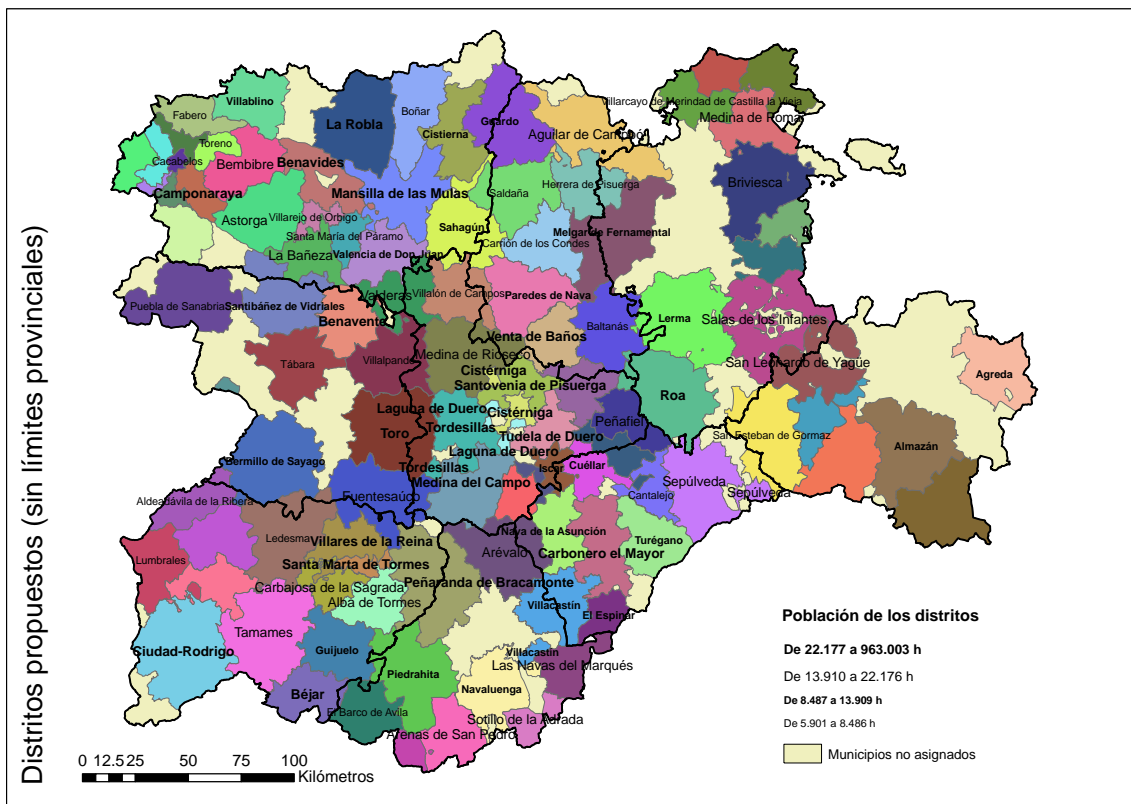 Distritos propuestos (sin límites provinciales)
Villablino
Fabero
La Robla
Boñar
Cistierna
Guardo
Aguilar de Campoó
Villarcayo de Merindad de Castilla la Vieja
Medina de Pomar
Toreno
Cacabelos
Bembibre
Benavides
Camponaraya
Mansilla de las Mulas
Saldaña
Herrera de Pisuerga
Briviesca
Astorga
Villarejo de Orbigo
Santa María del Páramo
Sahagún
Carrión de los Condes
Melgar de Fernamental
La Bañeza
Valencia de Don Juan
Puebla de Sanabria
Santibáñez de Vidriales
Valderas
Villalón de Campos
Paredes de Nava
Benavente
Baltanás
Lerma
Salas de los Infantes
Venta de Baños
Tábara
Villalpando
Medina de Rioseco
San Leonardo de Yagüe
Cistérniga
Santovenia de Pisuerga
Agreda
Roa
Laguna de Duero
Cistérniga
Peñafiel
Toro
Tordesillas
Tudela de Duero
San Esteban de Gormaz
Almazán
Laguna de Duero
Bermillo de Sayago
Tordesillas
Iscar
Cuéllar
Sepúlveda
Medina del Campo
Fuentesaúco
Cantalejo
Sepúlveda
Aldeadávila de la Ribera
Nava de la Asunción
Ledesma
Villares de la Reina
Arévalo
Turégano
Carbonero el Mayor
Lumbrales
Santa Marta de Tormes
Peñaranda de Bracamonte
Carbajosa de la Sagrada
Alba de Tormes
Villacastín
El Espinar
Tamames
Ciudad-Rodrigo
Guijuelo
Villacastín
Las Navas del Marqués
Piedrahita
Béjar
Navaluenga
El Barco de Avila
Sotillo de la Adrada
Arenas de San Pedro
Población de los distritos
De 22.177 a 963.003 h
De 13.910 a 22.176 h
De 8.487 a 13.909 h
De 5.901 a 8.486 h
Municipios no asignados
0 12.5 25 50 75 100
Kilómetros